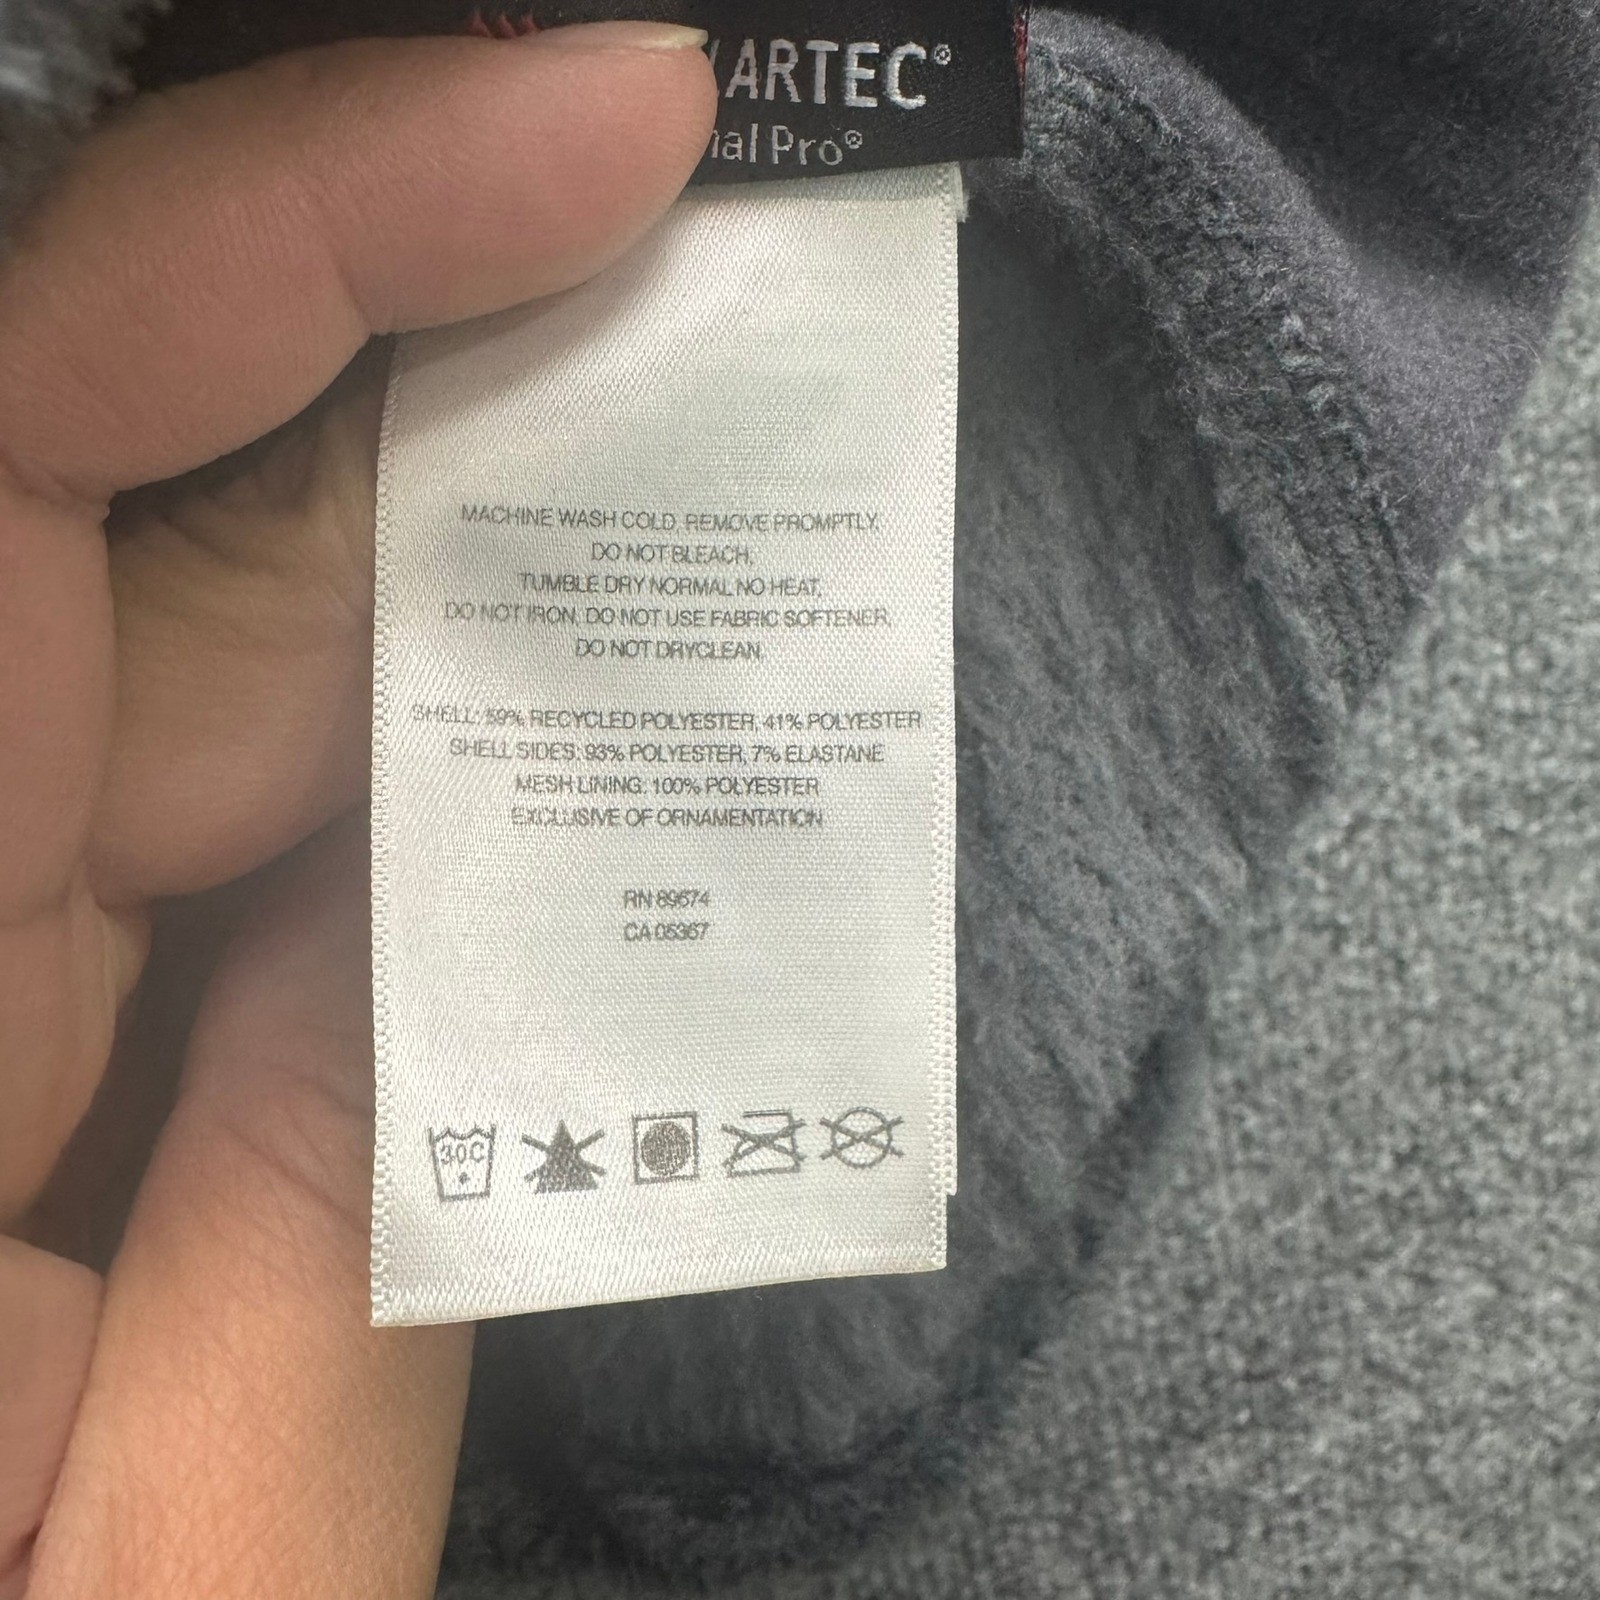 LARTEC®
nal Pro®
MACHINE WASH COLD. REMOVE PROMPTLY.
DO NOT BLEACH.
TUMBLE DRY NORMAL NO HEAT.
DO NOT IRON. DO NOT USE FABRIC SOFTENER.
DO NOT DRYCLEAN.
SHELL: 59% RECYCLED POLYESTER, 41% POLYESTER
SHELL SIDES: 93% POLYESTER, 7% ELASTANE
MESH LINING: 100% POLYESTER
EXCLUSIVE OF ORNAMENTATION
RN 89674
CA 05367
30C